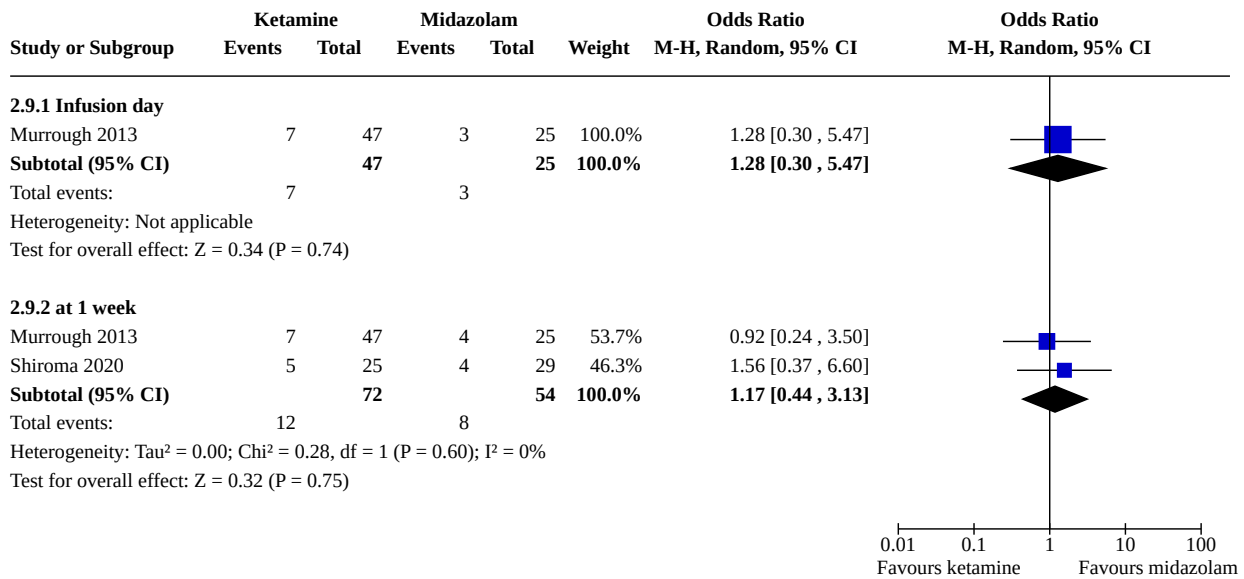 Ketamine Midazolam Odds Ratio Odds Ratio
Study or Subgroup Events Total Events Total Weight M-H, Random, 95% CI M-H, Random, 95% CI
2.9.1 Infusion day
Murrough 2013 7 47 3 25 100.0% 1.28 [0.30 , 5.47]
Subtotal (95% CI) 47 25 100.0% 1.28 [0.30 , 5.47]
Total events: 7 3
Heterogeneity: Not applicable
Test for overall effect: Z = 0.34 (P = 0.74)
2.9.2 at 1 week
Murrough 2013 7 47 4 25 53.7% 0.92 [0.24 , 3.50]
Shiroma 2020 5 25 4 29 46.3% 1.56 [0.37 , 6.60]
Subtotal (95% CI) 72 54 100.0% 1.17 [0.44 , 3.13]
Total events: 12 8
Heterogeneity: Tau² = 0.00; Chi² = 0.28, df = 1 (P = 0.60); I² = 0%
Test for overall effect: Z = 0.32 (P = 0.75)
0.01 0.1 1 10 100
Favours ketamine Favours midazolam